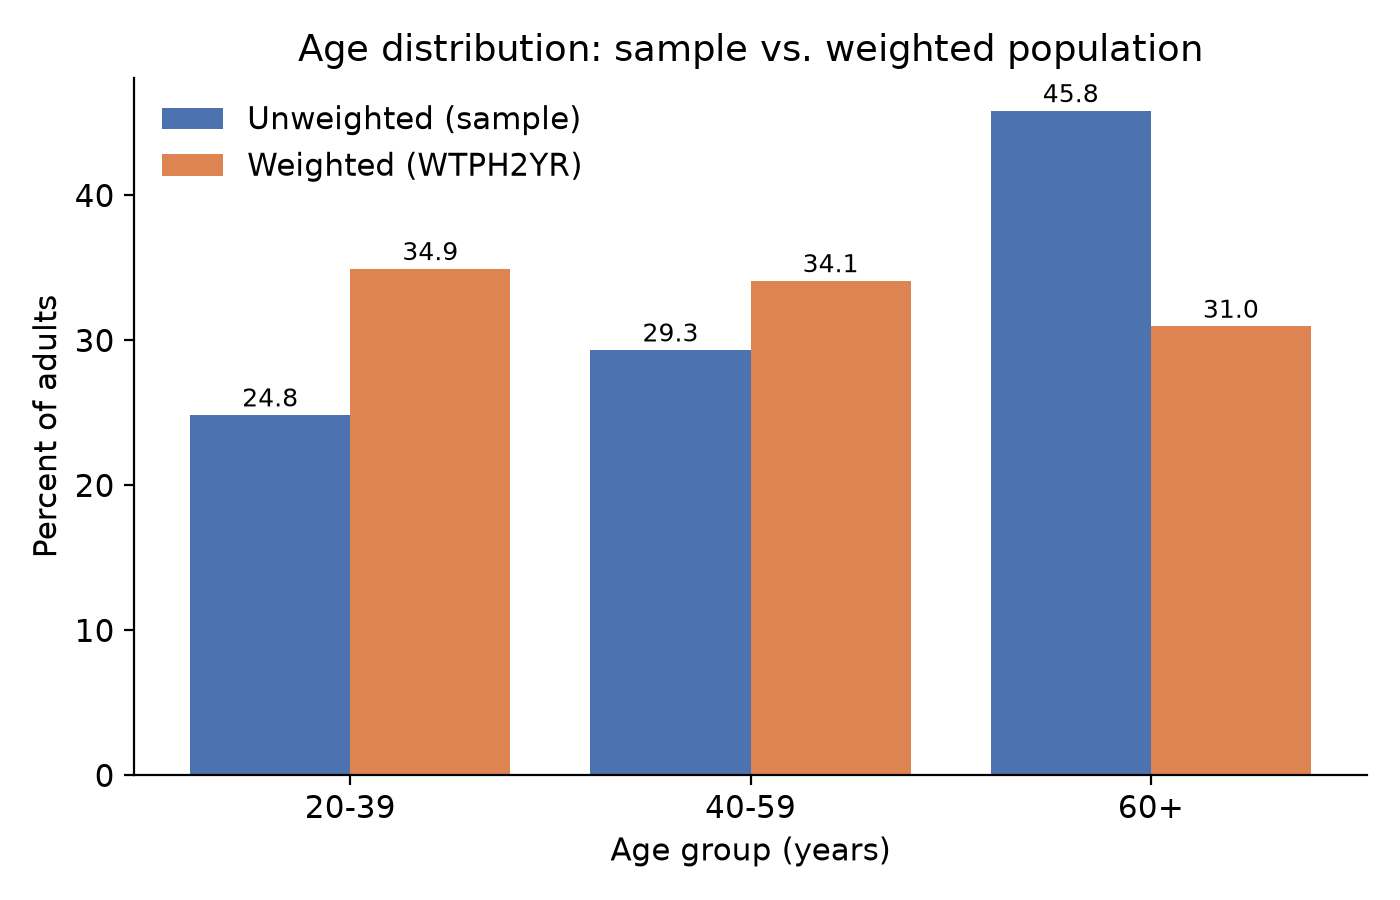 Age distribution: sample vs. weighted population
Unweighted (sample)
Weighted (WTPH2YR)
Percent of adults
40
30
20
10
0
24.8
34.9
29.3
34.1
45.8
31.0
20-39
40-59
60+
Age group (years)